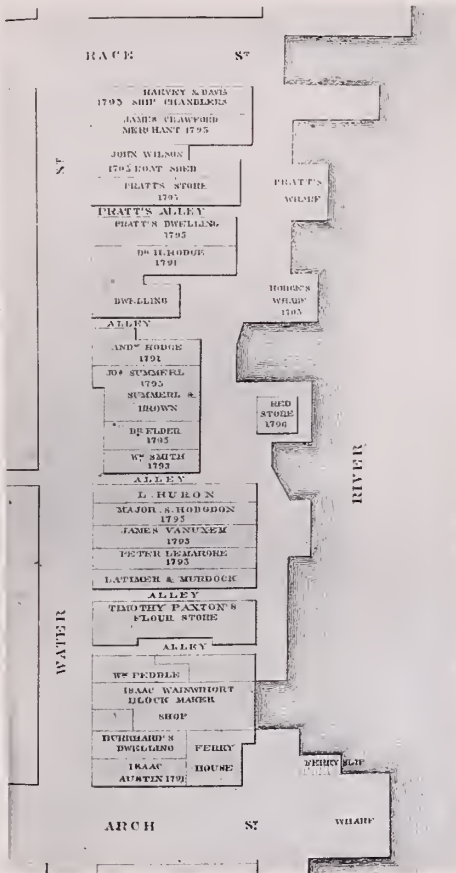 RACE ST
HARVEY & DAVIS
1795 SHIP CHANDLERS
JAMES CRAWFORD
MERCHANT 1795
JOHN WILSON
1795 BOAT SHED
PRATT'S STORE
1795
PRATT'S ALLEY
PRATT'S DWELLING
1795
DR H. HODGE
1791
DWELLING
ALLEY
ANDW HODGE
1791
JOS SUMMERL
1795
SUMMERL &
BROWN
DR ELDER
1795
WM SMITH
1793
ALLEY
L. HURON
MAJOR. S. HODGDON
1795
JAMES VANUXEM
1793
PETER LEMARORE
1793
LATIMER & MURDOCK
ALLEY
TIMOTHY PAXTON'S
FLOUR STORE
ALLEY
WM PEDDLE
ISAAC WAINWRIGHT
BLOCK MAKER
SHOP
BURKHARD'S
DWELLING
ISAAC
AUSTIN 1791
FERRY
HOUSE
PRATT'S
WHARF
HODGE'S
WHARF
1795
RED
STORE
1796
FERRY SLIP
WHARF
RIVER
WATER
ST.
ARCH ST